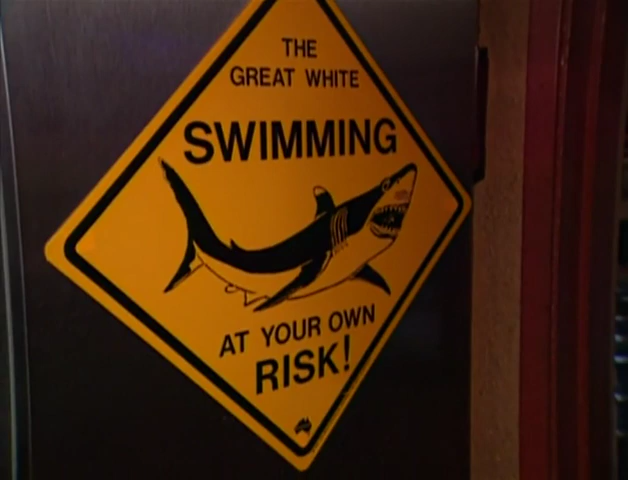 THE
GREAT WHITE
SWIMMING
AT YOUR OWN
RISK!